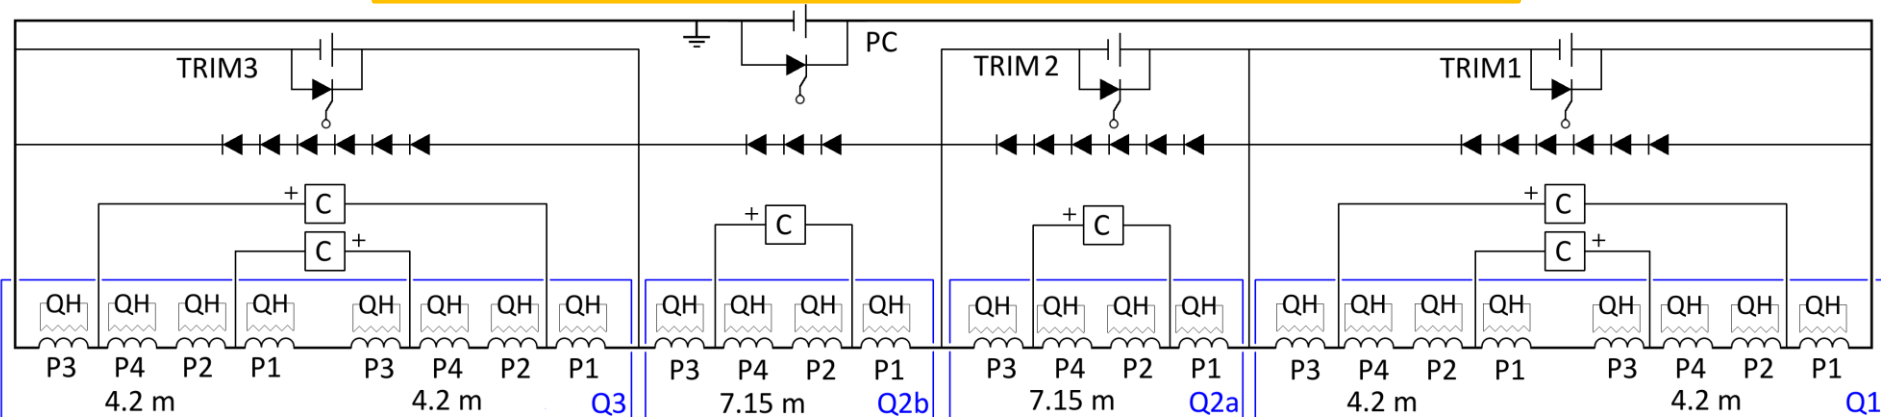 PC
TRIM3
TRIM 2
TRIM1
+ C
C +
+ C
+ C
+ C
C +
QH QH QH QH QH QH QH QH QH QH QH QH QH QH QH QH QH QH QH QH QH QH QH QH
P3 P4 P2 P1 P3 P4 P2 P1 P3 P4 P2 P1 P3 P4 P2 P1 P3 P4 P2 P1 P3 P4 P2 P1
4.2 m 4.2 m Q3 7.15 m Q2b 7.15 m Q2a 4.2 m 4.2 m Q1